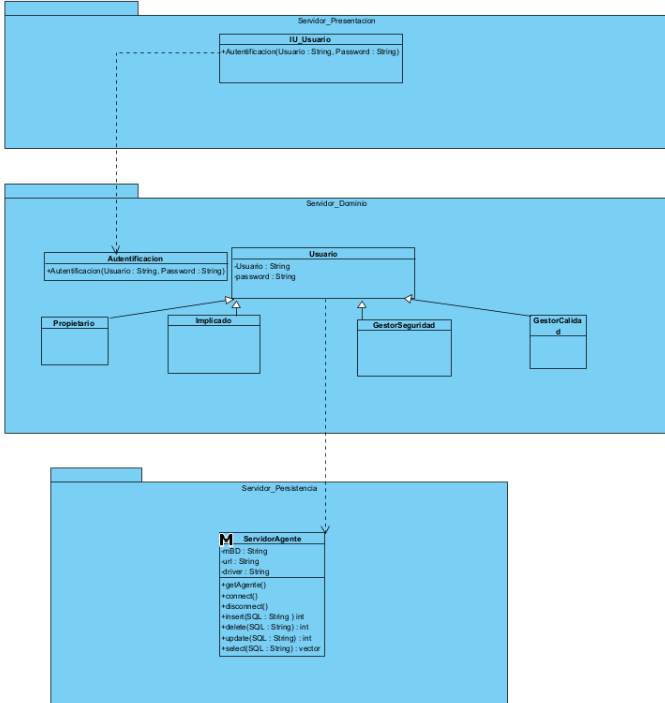 Servidor_Presentacion
IU_Usuario
+Autentificacion(Usuario : String, Password : String)
Servidor_Dominio
Autentificacion
+Autentificacion(Usuario : String, Password : String)
Usuario
-Usuario : String
-password : String
Propietario
Implicado
GestorSeguridad
GestorCalida
d
Servidor_Persistencia
M ServidorAgente
-mBD : String
-url : String
-driver : String
+getAgente()
+connect()
+disconnect()
+insert(SQL : String ) int
+delete(SQL : String) : int
+update(SQL : String) : int
+select(SQL : String) : vector